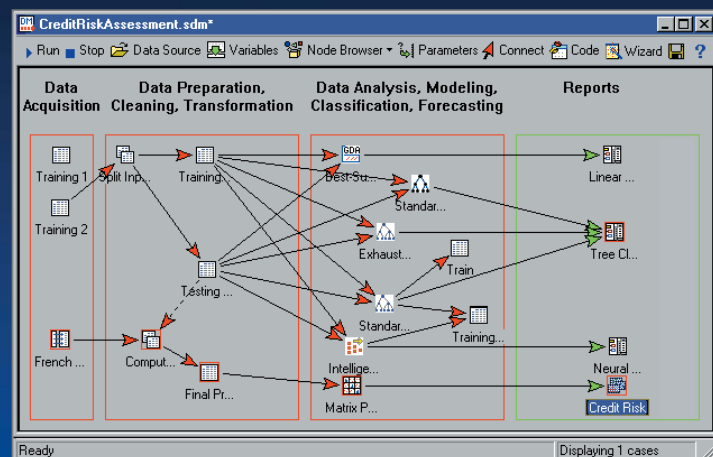 CreditRiskAssessment.sdm*
Run Stop Data Source Variables Node Browser Parameters Connect Code Wizard ?
Data Acquisition
Data Preparation, Cleaning, Transformation
Data Analysis, Modeling, Classification, Forecasting
Reports
Training 1
Split Inp...
Training...
Best-Su...
Linear ...
Training 2
Standar...
Exhaust...
Train
Tree Cl...
Testing ...
Standar...
Training...
French ...
Comput...
Intellige...
Neural ...
Final Pr...
Matrix P...
Credit Risk
Ready
Displaying 1 cases